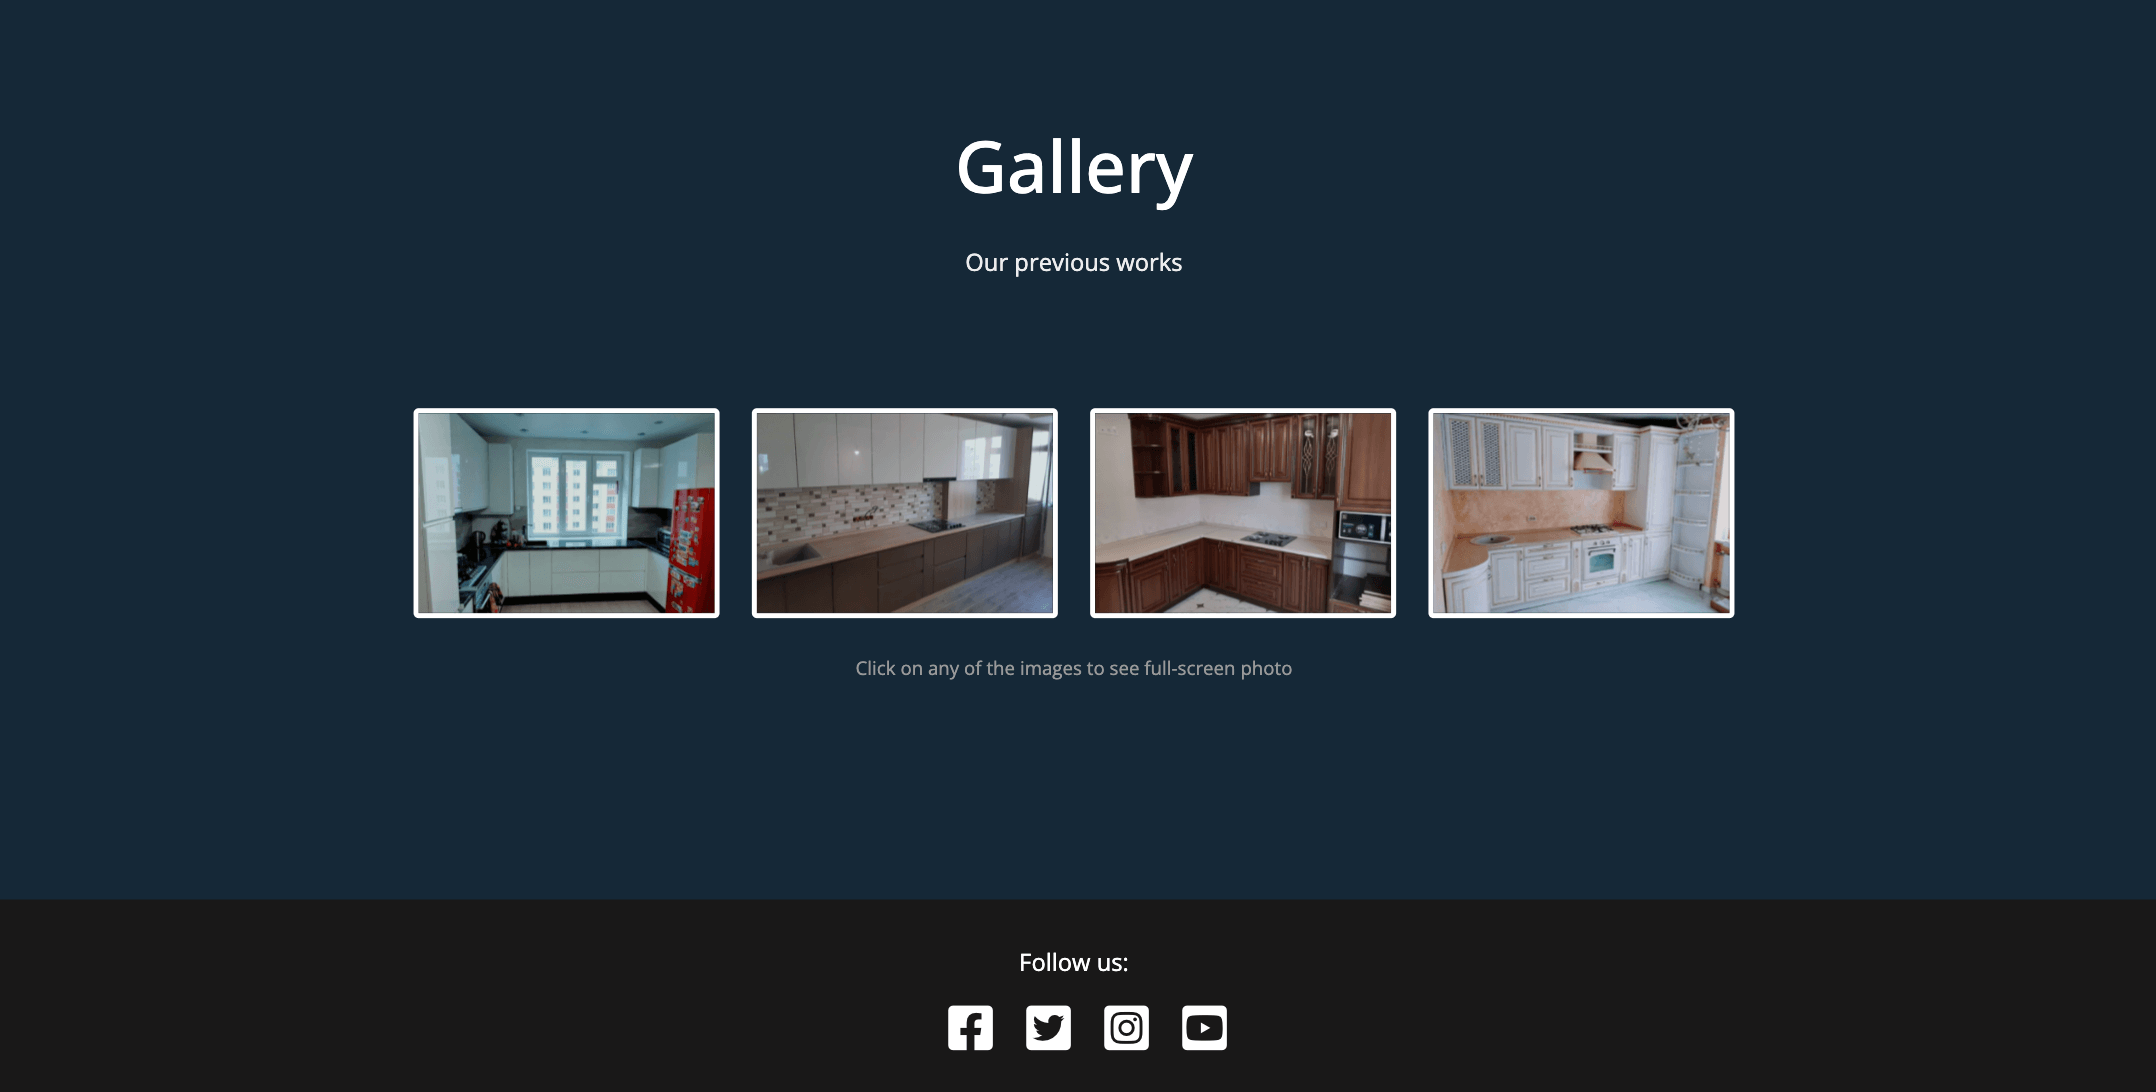 Gallery
Our previous works
Click on any of the images to see full-screen photo
Follow us: